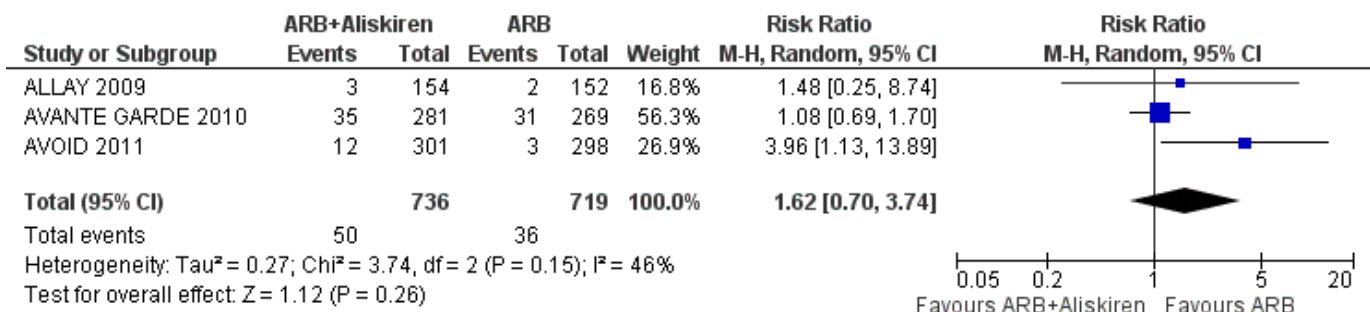 ARB+Aliskiren ARB Risk Ratio Risk Ratio
Study or Subgroup Events Total Events Total Weight M-H, Random, 95% CI M-H, Random, 95% CI
ALLAY 2009 3 154 2 152 16.8% 1.48 [0.25, 8.74]
AVANTE GARDE 2010 35 281 31 269 56.3% 1.08 [0.69, 1.70]
AVOID 2011 12 301 3 298 26.9% 3.96 [1.13, 13.89]
Total (95% CI) 736 719 100.0% 1.62 [0.70, 3.74]
Total events 50 36
Heterogeneity: Tau² = 0.27; Chi² = 3.74, df = 2 (P = 0.15); I² = 46%
Test for overall effect: Z = 1.12 (P = 0.26)
0.05 0.2 1 5 20
Favours ARB+Aliskiren Favours ARB